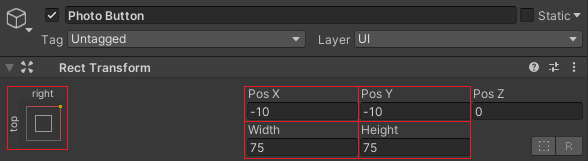 Photo Button Static
Tag Untagged Layer UI
Rect Transform
right
top
Pos X Pos Y Pos Z
-10 -10 0
Width Height
75 75 R